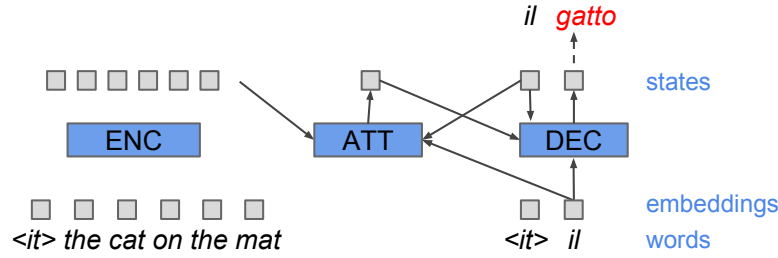 il gatto
states
ENC ATT DEC
embeddings
<it> the cat on the mat <it> il words